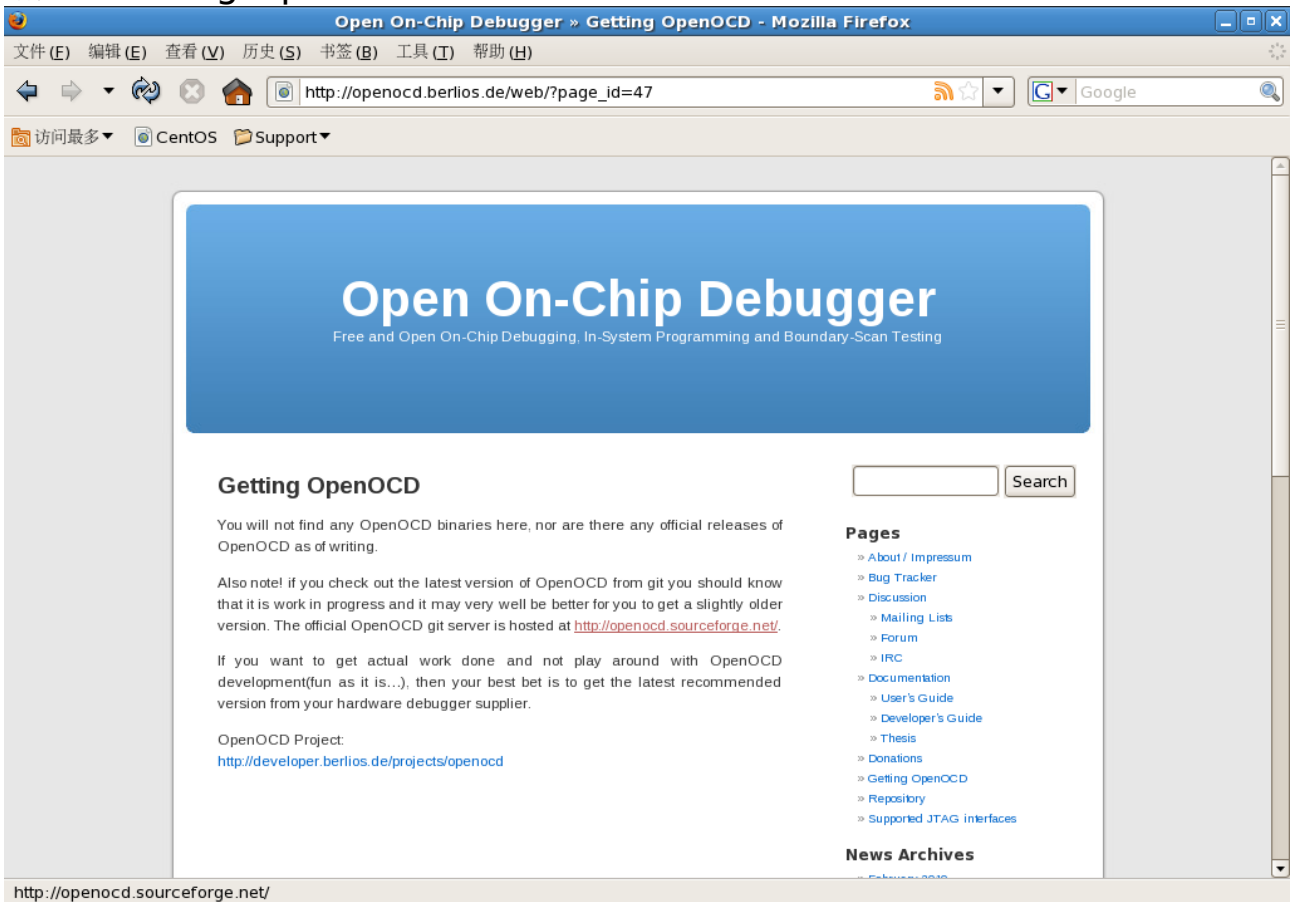 Open On-Chip Debugger » Getting OpenOCD - Mozilla Firefox
文件(F) 编辑(E) 查看(V) 历史(S) 书签(B) 工具(T) 帮助(H)
http://openocd.berlios.de/web/?page_id=47
Google
访问最多 CentOS Support
Open On-Chip Debugger
Free and Open On-Chip Debugging, In-System Programming and Boundary-Scan Testing
Getting OpenOCD
You will not find any OpenOCD binaries here, nor are there any official releases of
OpenOCD as of writing.
Also note! if you check out the latest version of OpenOCD from git you should know
that it is work in progress and it may very well be better for you to get a slightly older
version. The official OpenOCD git server is hosted at http://openocd.sourceforge.net/.
If you want to get actual work done and not play around with OpenOCD
development(fun as it is...), then your best bet is to get the latest recommended
version from your hardware debugger supplier.
OpenOCD Project:
http://developer.berlios.de/projects/openocd
Search
Pages
» About / Impressum
» Bug Tracker
» Discussion
» Mailing Lists
» Forum
» IRC
» Documentation
» User's Guide
» Developer's Guide
» Thesis
» Donations
» Getting OpenOCD
» Repository
» Supported JTAG interfaces
News Archives
» February 2010
http://openocd.sourceforge.net/